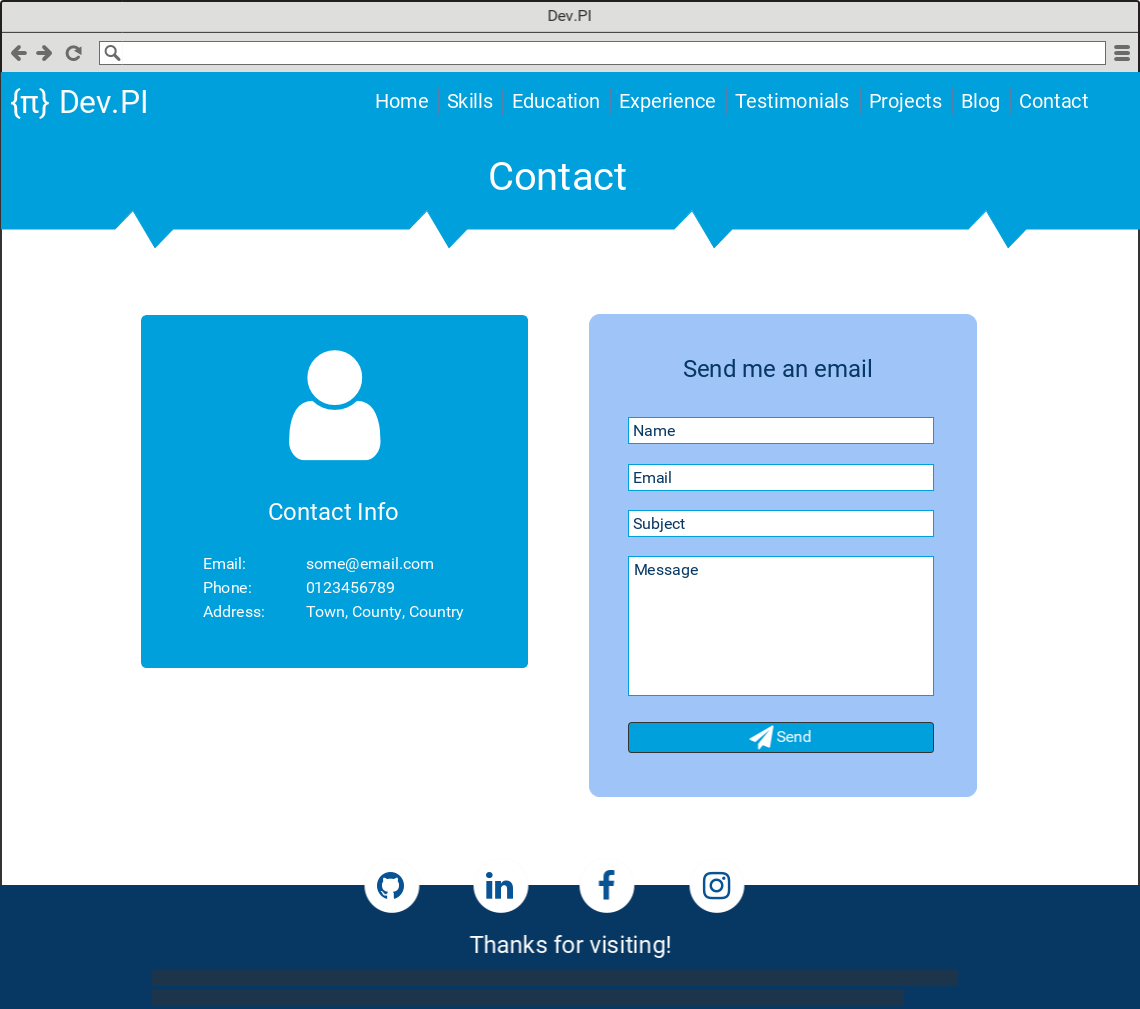 Dev.PI
{π} Dev.PI
Home Skills Education Experience Testimonials Projects Blog Contact
Contact
Contact Info
Email: some@email.com
Phone: 0123456789
Address: Town, County, Country
Send me an email
Name
Email
Subject
Message
Send
Thanks for visiting!